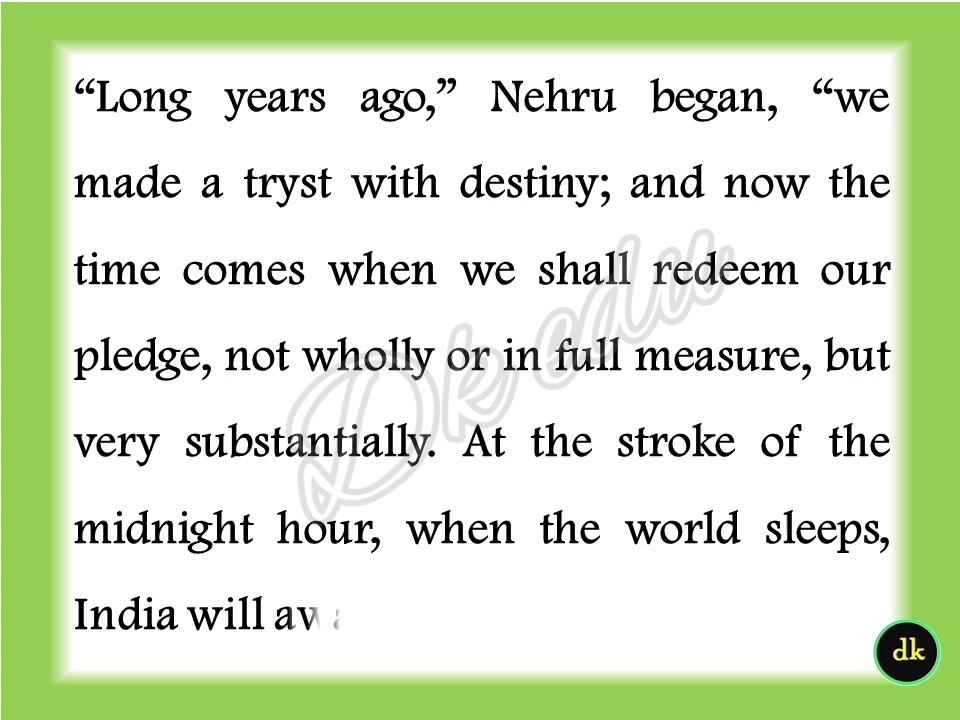 “Long years ago,” Nehru began, “we
made a tryst with destiny; and now the
time comes when we shall redeem our
pledge, not wholly or in full measure, but
very substantially. At the stroke of the
midnight hour, when the world sleeps,
India will
Dk edu
dk